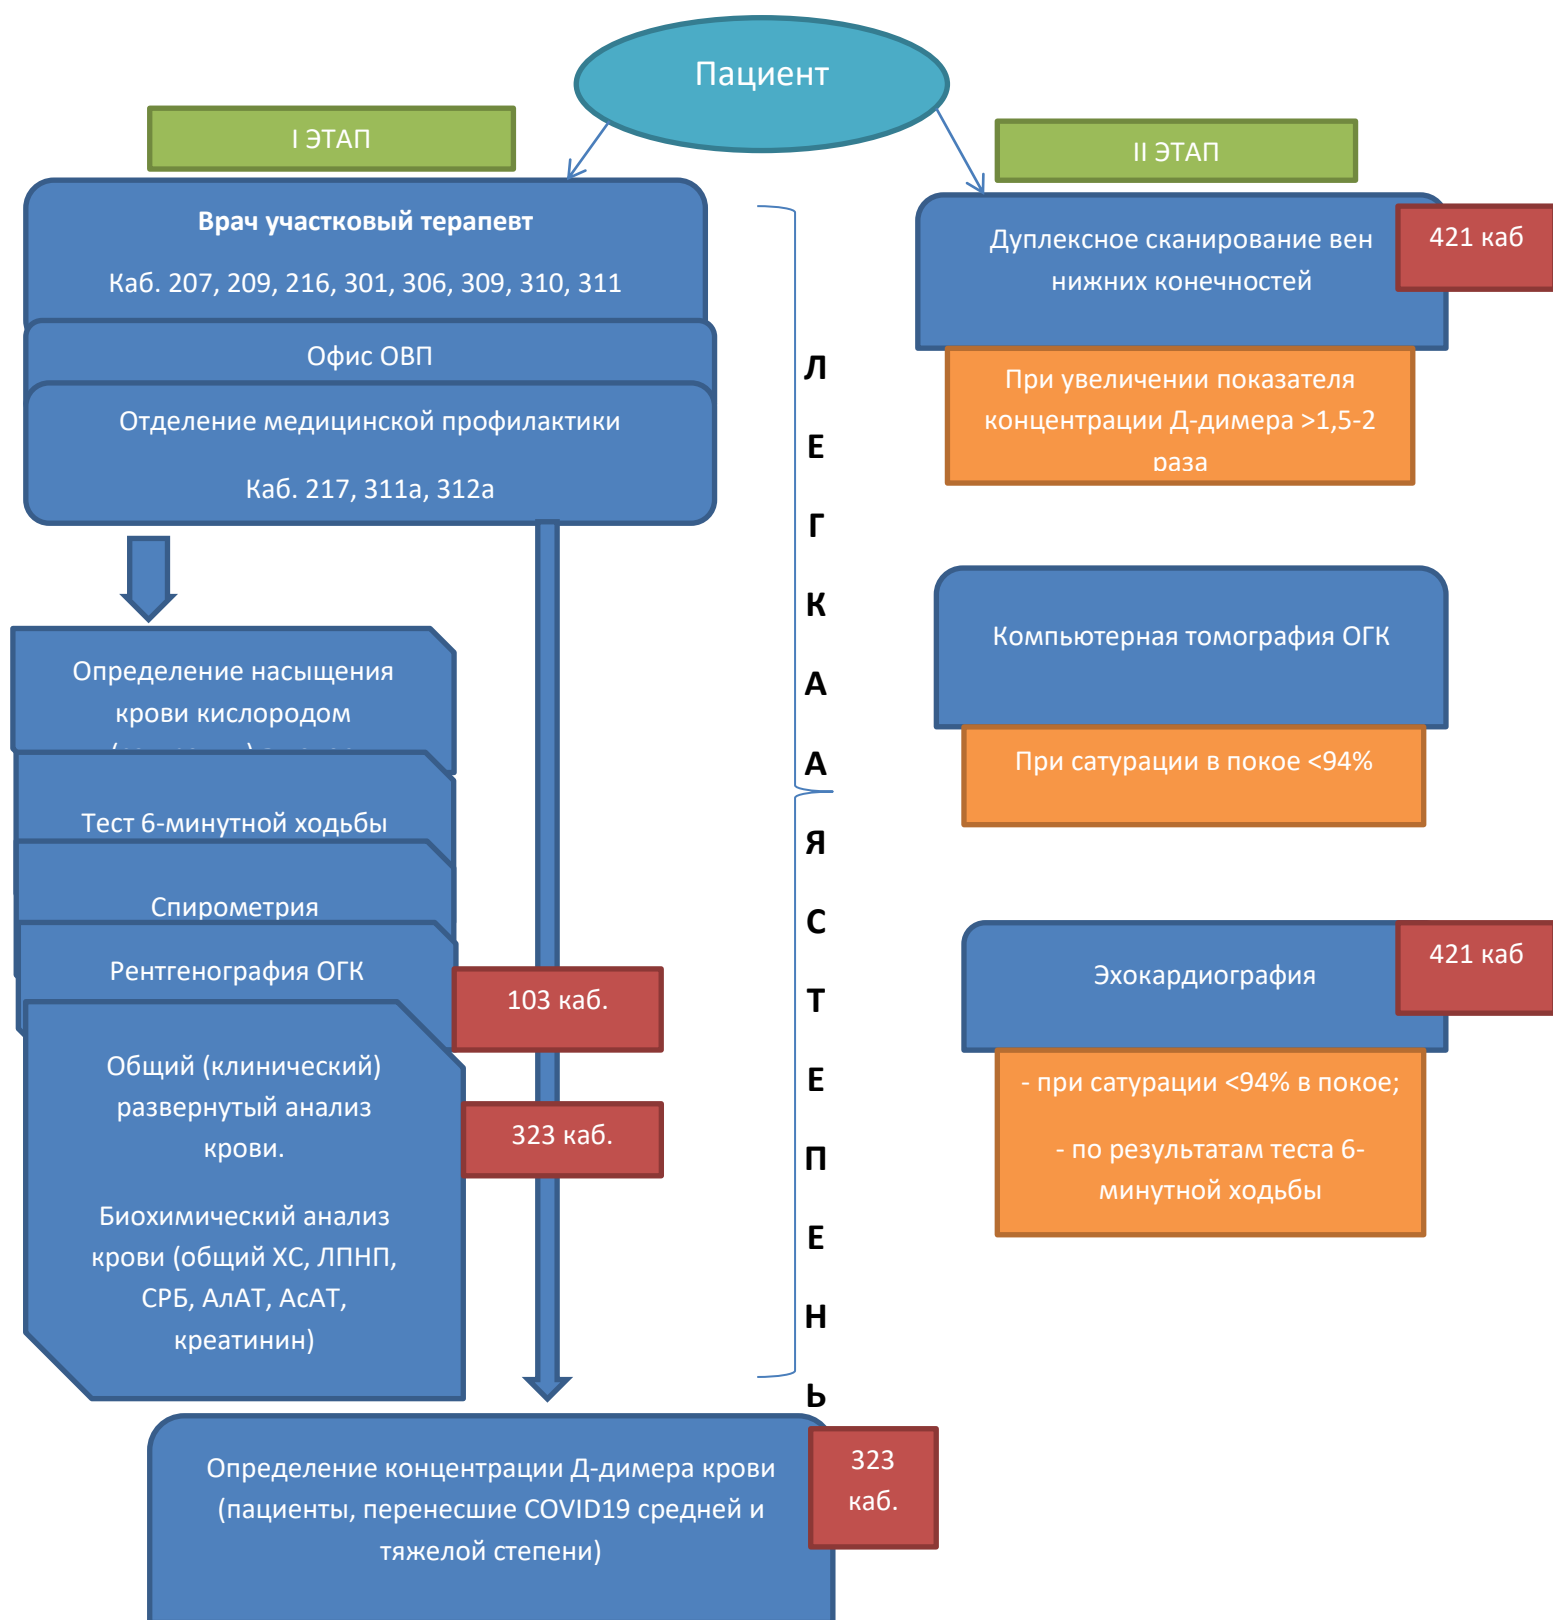 Пациент
I ЭТАП
Врач участковый терапевт
Каб. 207, 209, 216, 301, 306, 309, 310, 311
Офис ОВП
Отделение медицинской профилактики
Каб. 217, 311а, 312а
Определение насыщения
крови кислородом
Тест 6-минутной ходьбы
Спирометрия
Рентгенография ОГК
103 каб.
Общий (клинический)
развернутый анализ
крови.
323 каб.
Биохимический анализ
крови (общий ХС, ЛПНП,
СРБ, АлАТ, АсАТ,
креатинин)
Определение концентрации Д-димера крови
(пациенты, перенесшие COVID19 средней и
тяжелой степени)
323
каб.
Л
Е
Г
К
А
Я
С
Т
Е
П
Е
Н
Ь
II ЭТАП
Дуплексное сканирование вен
нижних конечностей
421 каб
При увеличении показателя
концентрации Д-димера >1,5-2
раза
Компьютерная томография ОГК
При сатурации в покое <94%
Эхокардиография
421 каб
- при сатурации <94% в покое;
- по результатам теста 6-
минутной ходьбы